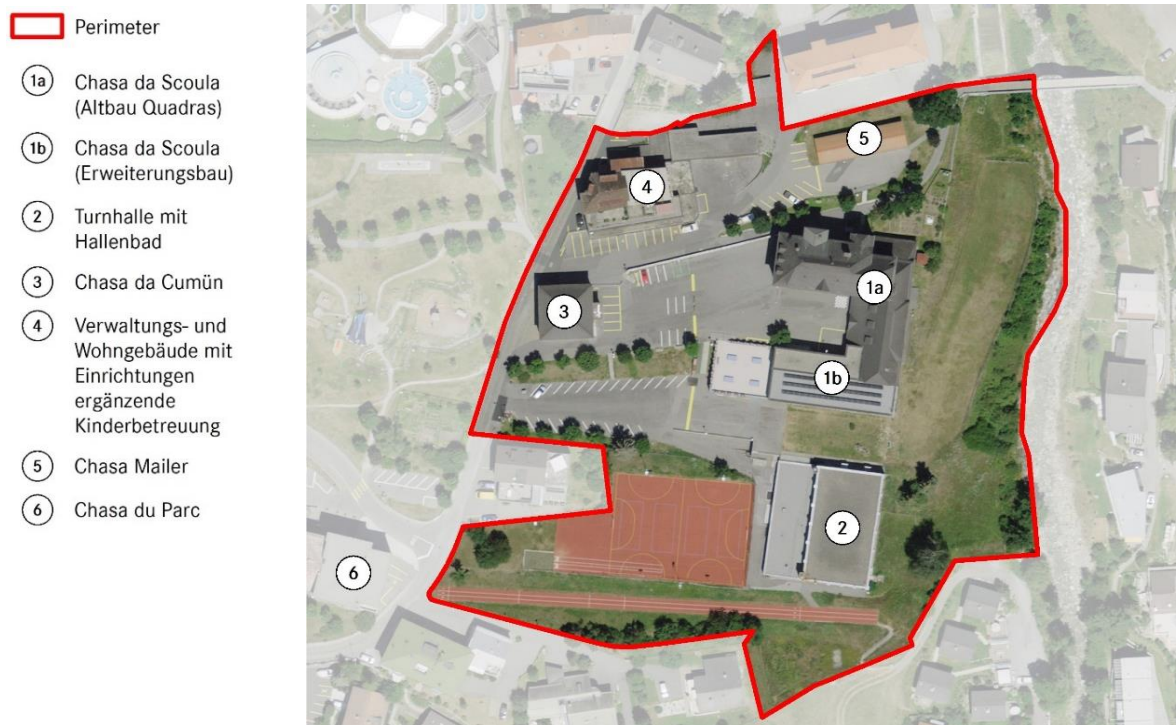 Perimeter
1a Chasa da Scoula
(Altbau Quadras)
1b Chasa da Scoula
(Erweiterungsbau)
2 Turnhalle mit
Hallenbad
3 Chasa da Cumün
4 Verwaltungs- und
Wohngebäude mit
Einrichtungen
ergänzende
Kinderbetreuung
5 Chasa Mailer
6 Chasa du Parc
5
4
1a
3
1b
2
6